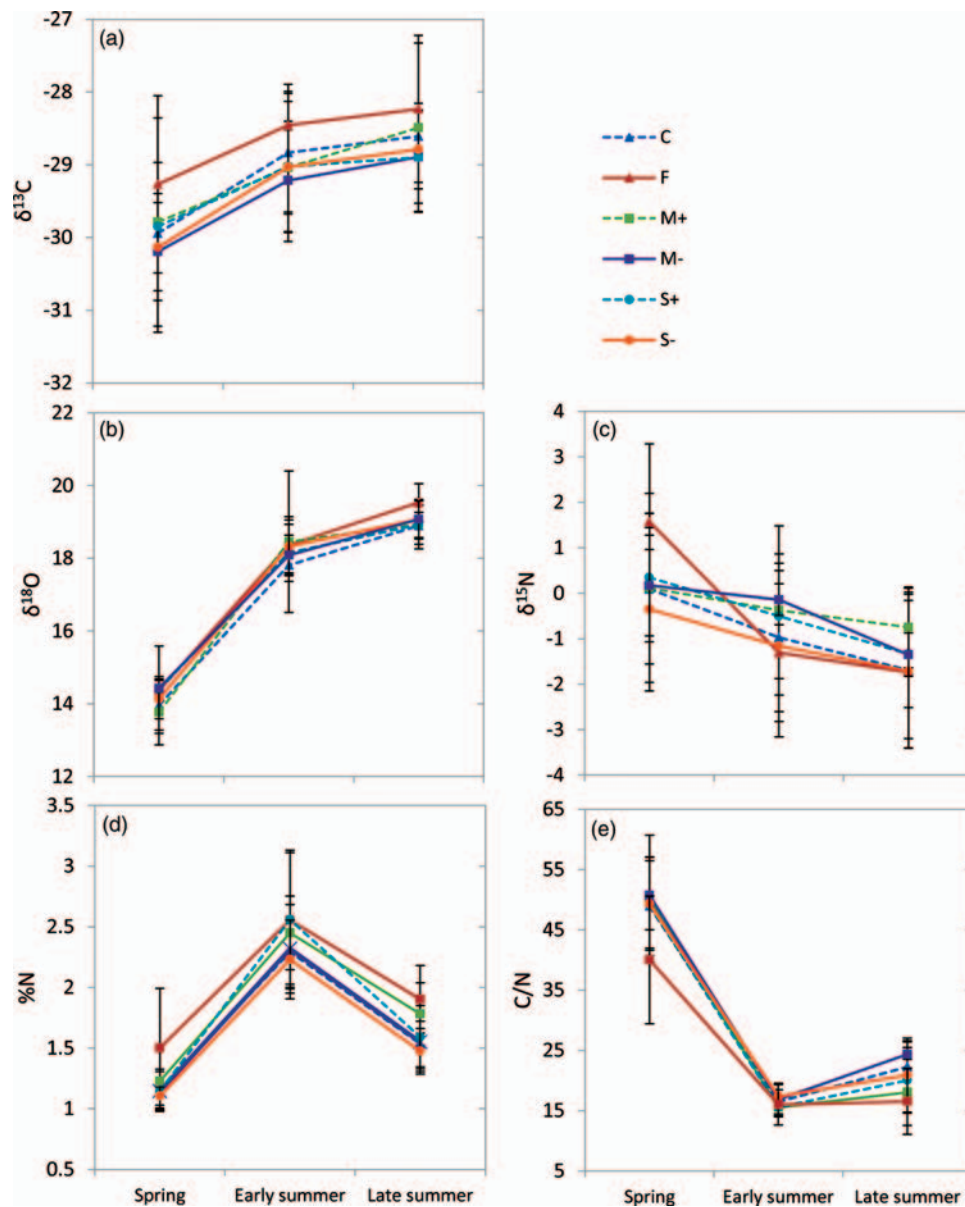 (a)
δ13C
-27
-28
-29
-30
-31
-32
C
F
M+
M-
S+
S-
(b)
δ18O
22
20
18
16
14
12
(c)
δ15N
4
3
2
1
0
-1
-2
-3
-4
(d)
%N
3.5
3
2.5
2
1.5
1
0.5
Spring Early summer Late summer
(e)
C/N
65
55
45
35
25
15
5
Spring Early summer Late summer